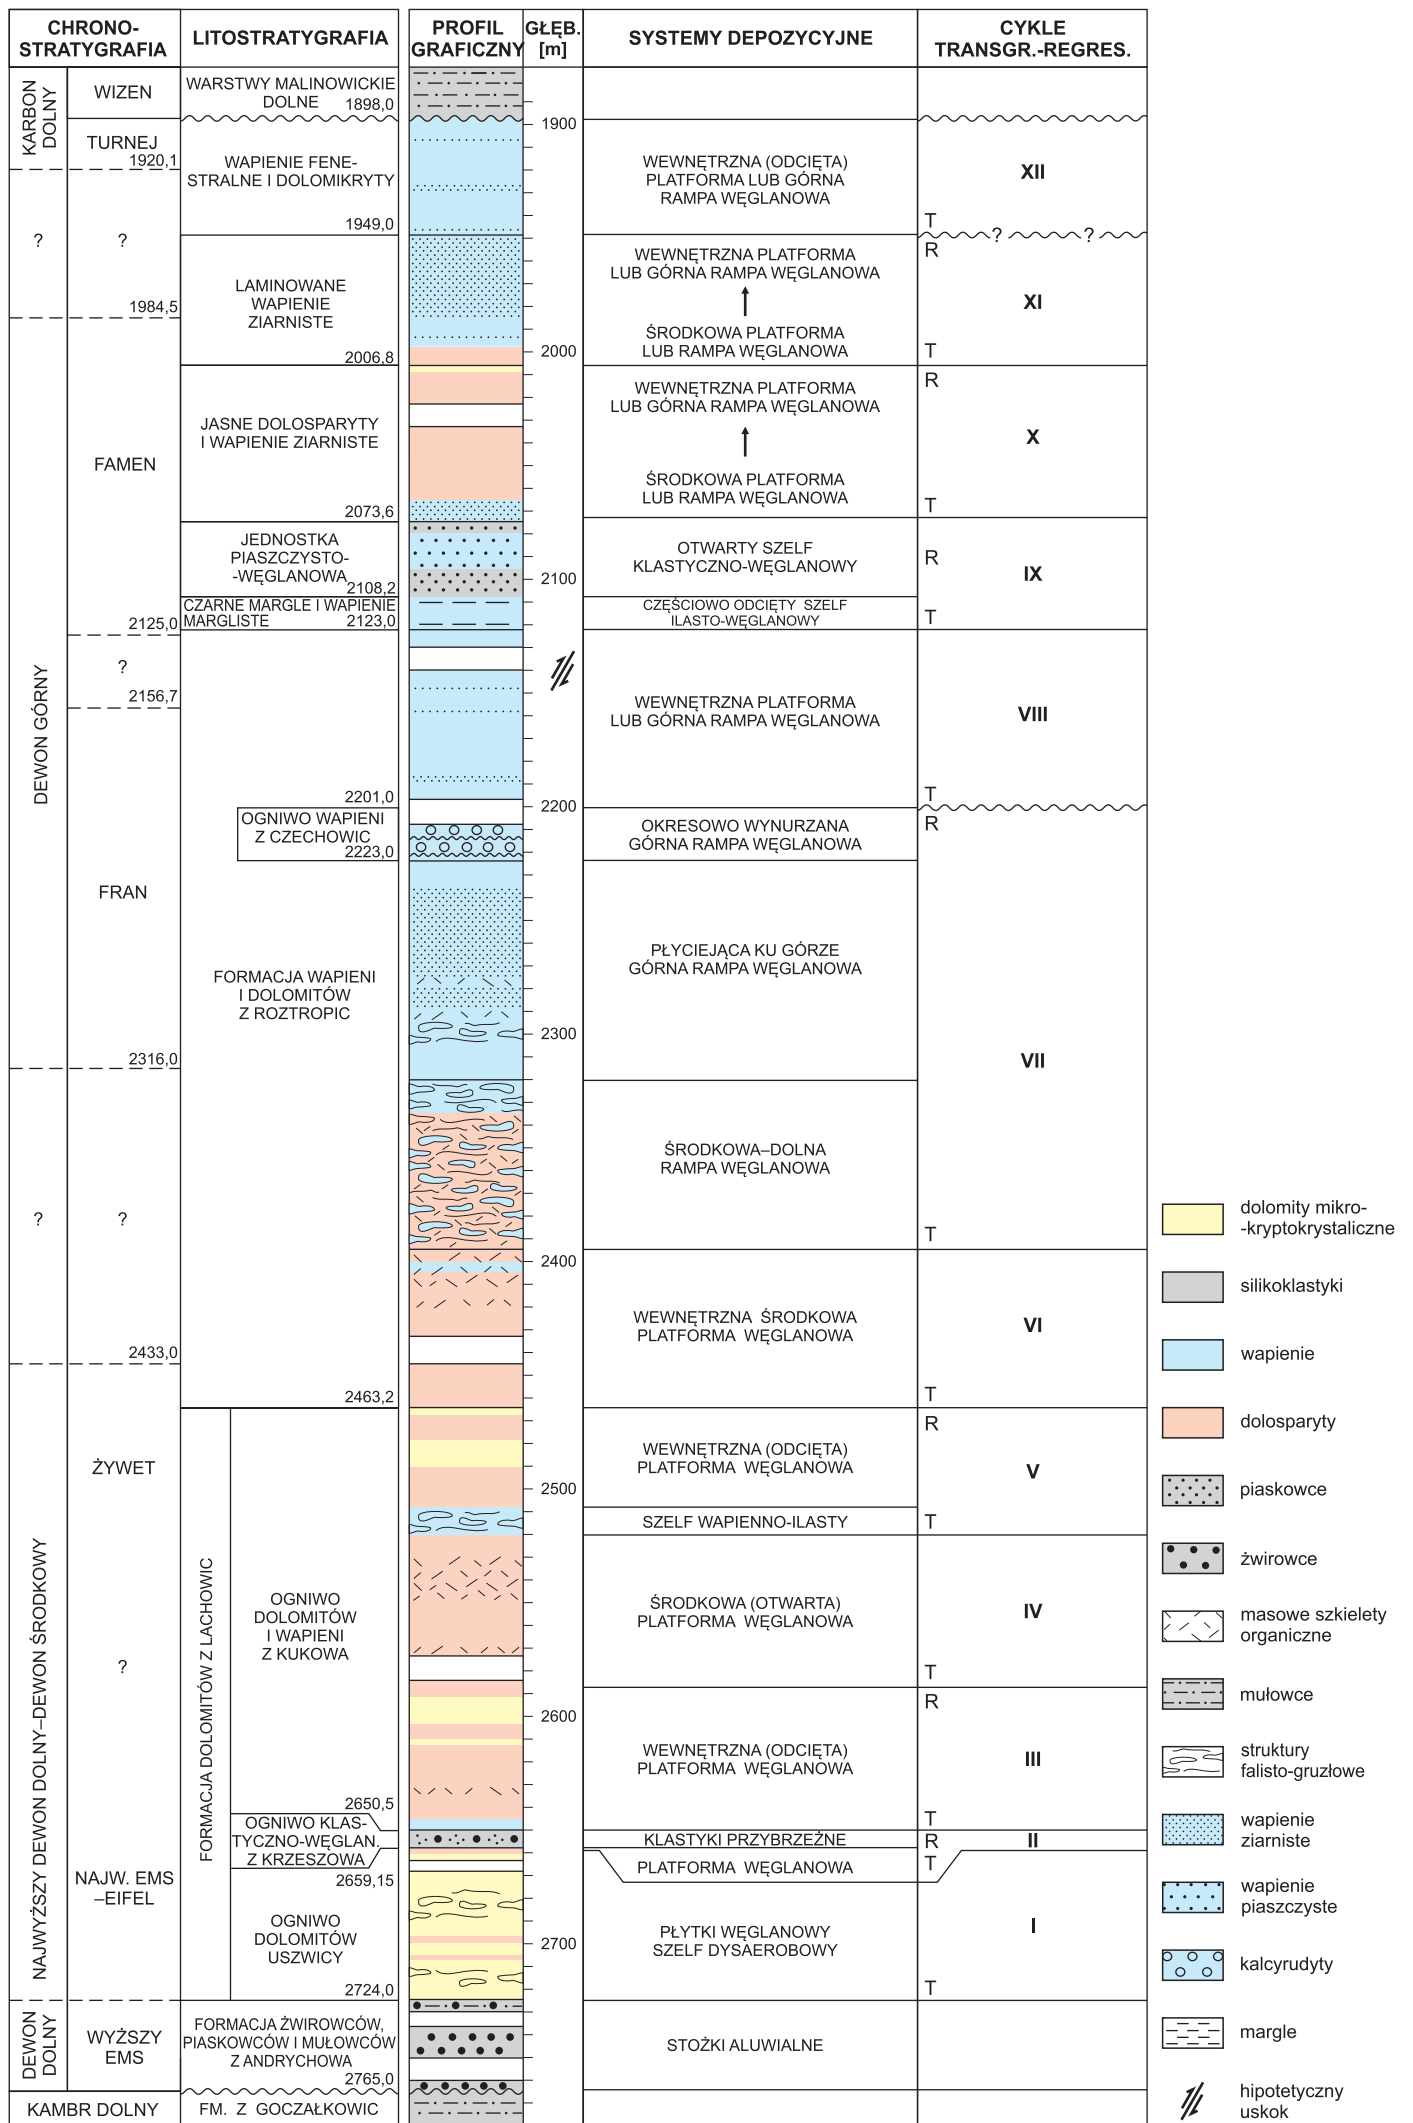 CHRONO-
STRATYGRAFIA
LITOSTRATYGRAFIA
PROFIL
GRAFICZNY
GŁĘB.
[m]
SYSTEMY DEPOZYCYJNE
CYKLE
TRANSGR.-REGRES.
KARBON
DOLNY
WIZEN
TURNEJ
1920,1
?
?
1984,5
DEWON GÓRNY
FAMEN
2125,0
?
2156,7
FRAN
2316,0
?
?
2433,0
NAJWYŻSZY DEWON DOLNY–DEWON ŚRODKOWY
ŻYWET
?
NAJW. EMS
–EIFEL
DEWON
DOLNY
WYŻSZY
EMS
KAMBR DOLNY
WARSTWY MALINOWICKIE
DOLNE 1898,0
WAPIENIE FENE-
STRALNE I DOLOMIKRYTY
1949,0
LAMINOWANE
WAPIENIE
ZIARNISTE
2006,8
JASNE DOLOSPARYTY
I WAPIENIE ZIARNISTE
2073,6
JEDNOSTKA
PIASZCZYSTO-
-WĘGLANOWA
2108,2
CZARNE MARGLE I WAPIENIE
MARGLISTE 2123,0
2201,0
OGNIWO WAPIENI
Z CZECHOWIC
2223,0
FORMACJA WAPIENI
I DOLOMITÓW
Z ROZTROPIC
2463,2
FORMACJA DOLOMITÓW Z LACHOWIC
OGNIWO
DOLOMITÓW
I WAPIENI
Z KUKOWA
2650,5
OGNIWO KLAS-
TYCZNO-WĘGLAN.
Z KRZESZOWA
2659,15
OGNIWO
DOLOMITÓW
USZWICY
2724,0
FORMACJA ŻWIROWCÓW,
PIASKOWCÓW I MUŁOWCÓW
Z ANDRYCHOWA
2765,0
FM. Z GOCZAŁKOWIC
1900
2000
2100
2200
2300
2400
2500
2600
2700
WEWNĘTRZNA (ODCIĘTA)
PLATFORMA LUB GÓRNA
RAMPA WĘGLANOWA
WEWNĘTRZNA PLATFORMA
LUB GÓRNA RAMPA WĘGLANOWA
ŚRODKOWA PLATFORMA
LUB RAMPA WĘGLANOWA
WEWNĘTRZNA PLATFORMA
LUB GÓRNA RAMPA WĘGLANOWA
ŚRODKOWA PLATFORMA
LUB RAMPA WĘGLANOWA
OTWARTY SZELF
KLASTYCZNO-WĘGLANOWY
CZĘŚCIOWO ODCIĘTY SZELF
ILASTO-WĘGLANOWY
WEWNĘTRZNA PLATFORMA
LUB GÓRNA RAMPA WĘGLANOWA
OKRESOWO WYNURZANA
GÓRNA RAMPA WĘGLANOWA
PŁYCIEJĄCA KU GÓRZE
GÓRNA RAMPA WĘGLANOWA
ŚRODKOWA–DOLNA
RAMPA WĘGLANOWA
WEWNĘTRZNA ŚRODKOWA
PLATFORMA WĘGLANOWA
WEWNĘTRZNA (ODCIĘTA)
PLATFORMA WĘGLANOWA
SZELF WAPIENNO-ILASTY
ŚRODKOWA (OTWARTA)
PLATFORMA WĘGLANOWA
WEWNĘTRZNA (ODCIĘTA)
PLATFORMA WĘGLANOWA
KLASTYKI PRZYBRZEŻNE
PLATFORMA WĘGLANOWA
PŁYTKI WĘGLANOWY
SZELF DYSAEROBOWY
STOŻKI ALUWIALNE
XII
T
? ?
R
XI
T
R
X
T
R
IX
T
VIII
T
R
VII
T
VI
T
R
V
T
IV
T
R
III
T
R II
T
I
T
dolomity mikro-
-kryptokrystaliczne
silikoklastyki
wapienie
dolosparyty
piaskowce
żwirowce
masowe szkielety
organiczne
mułowce
struktury
falisto-gruzłowe
wapienie
ziarniste
wapienie
piaszczyste
kalcyrudyty
margle
hipotetyczny
uskok